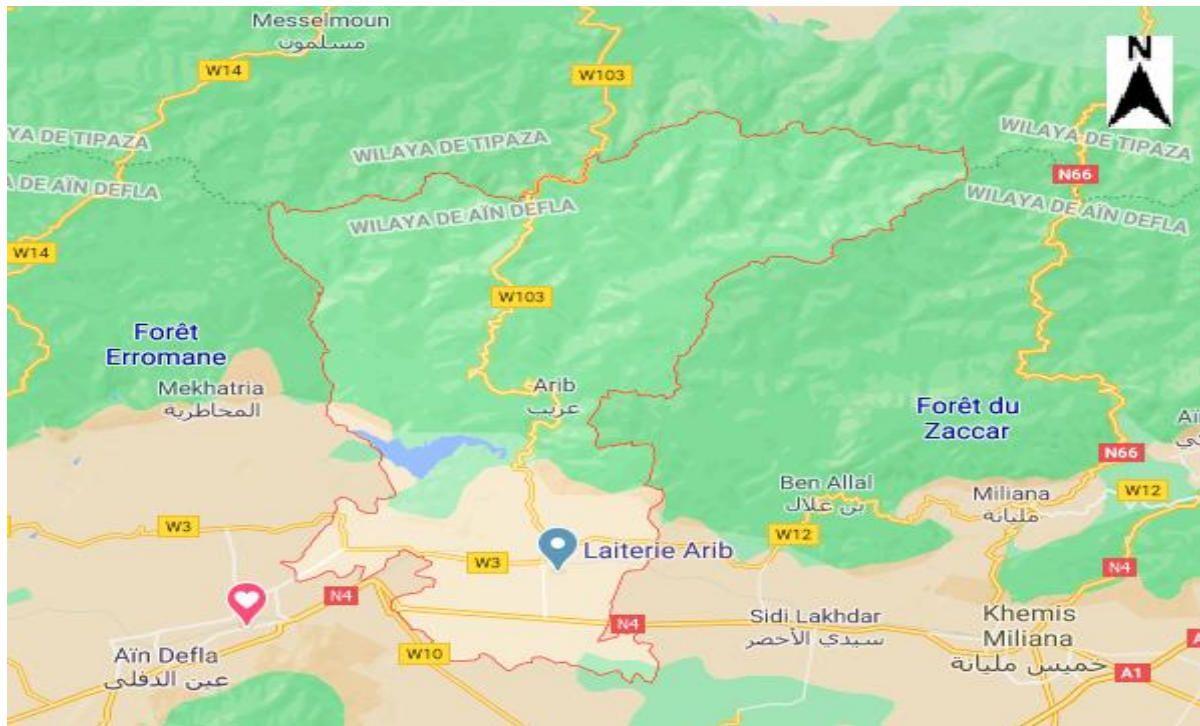 Messelmoun
مسلمون
N
W14
W103
YA DE TIPAZA
WILAYA DE TIPAZA
WILAYA DE TIPAZA
A DE AÏN DEFLA
WILAYA DE AÏN DEFLA
WILAYA DE AÏN DEFLA
N66
W14
W103
Forêt
Erromane
Mekhatria
المخاطرية
Arib
عريب
Forêt du
Zaccar
N66
Ben Allal
بن علال
Miliana
مليانة
W12
W3
W12
W3
Laiterie Arib
N4
N4
N4
Sidi Lakhdar
سيدي الأخضر
Khemis
Miliana
خميس مليانة
W10
Aïn Defla
عين الدفلى
A1